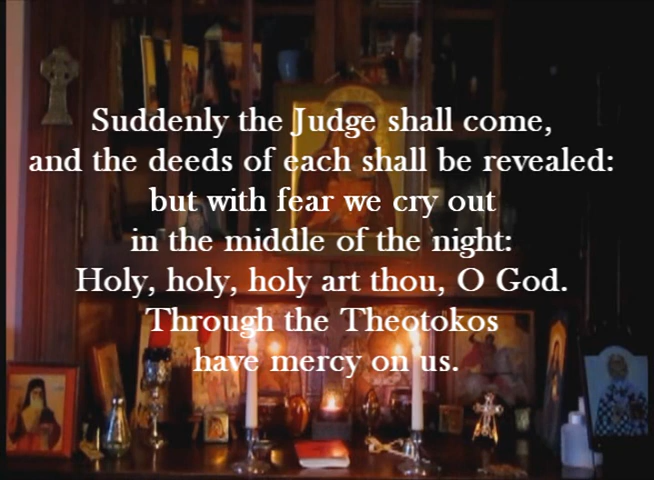 Suddenly the Judge shall come,
and the deeds of each shall be revealed:
but with fear we cry out
in the middle of the night:
Holy, holy, holy art thou, O God.
Through the Theotokos
have mercy on us.